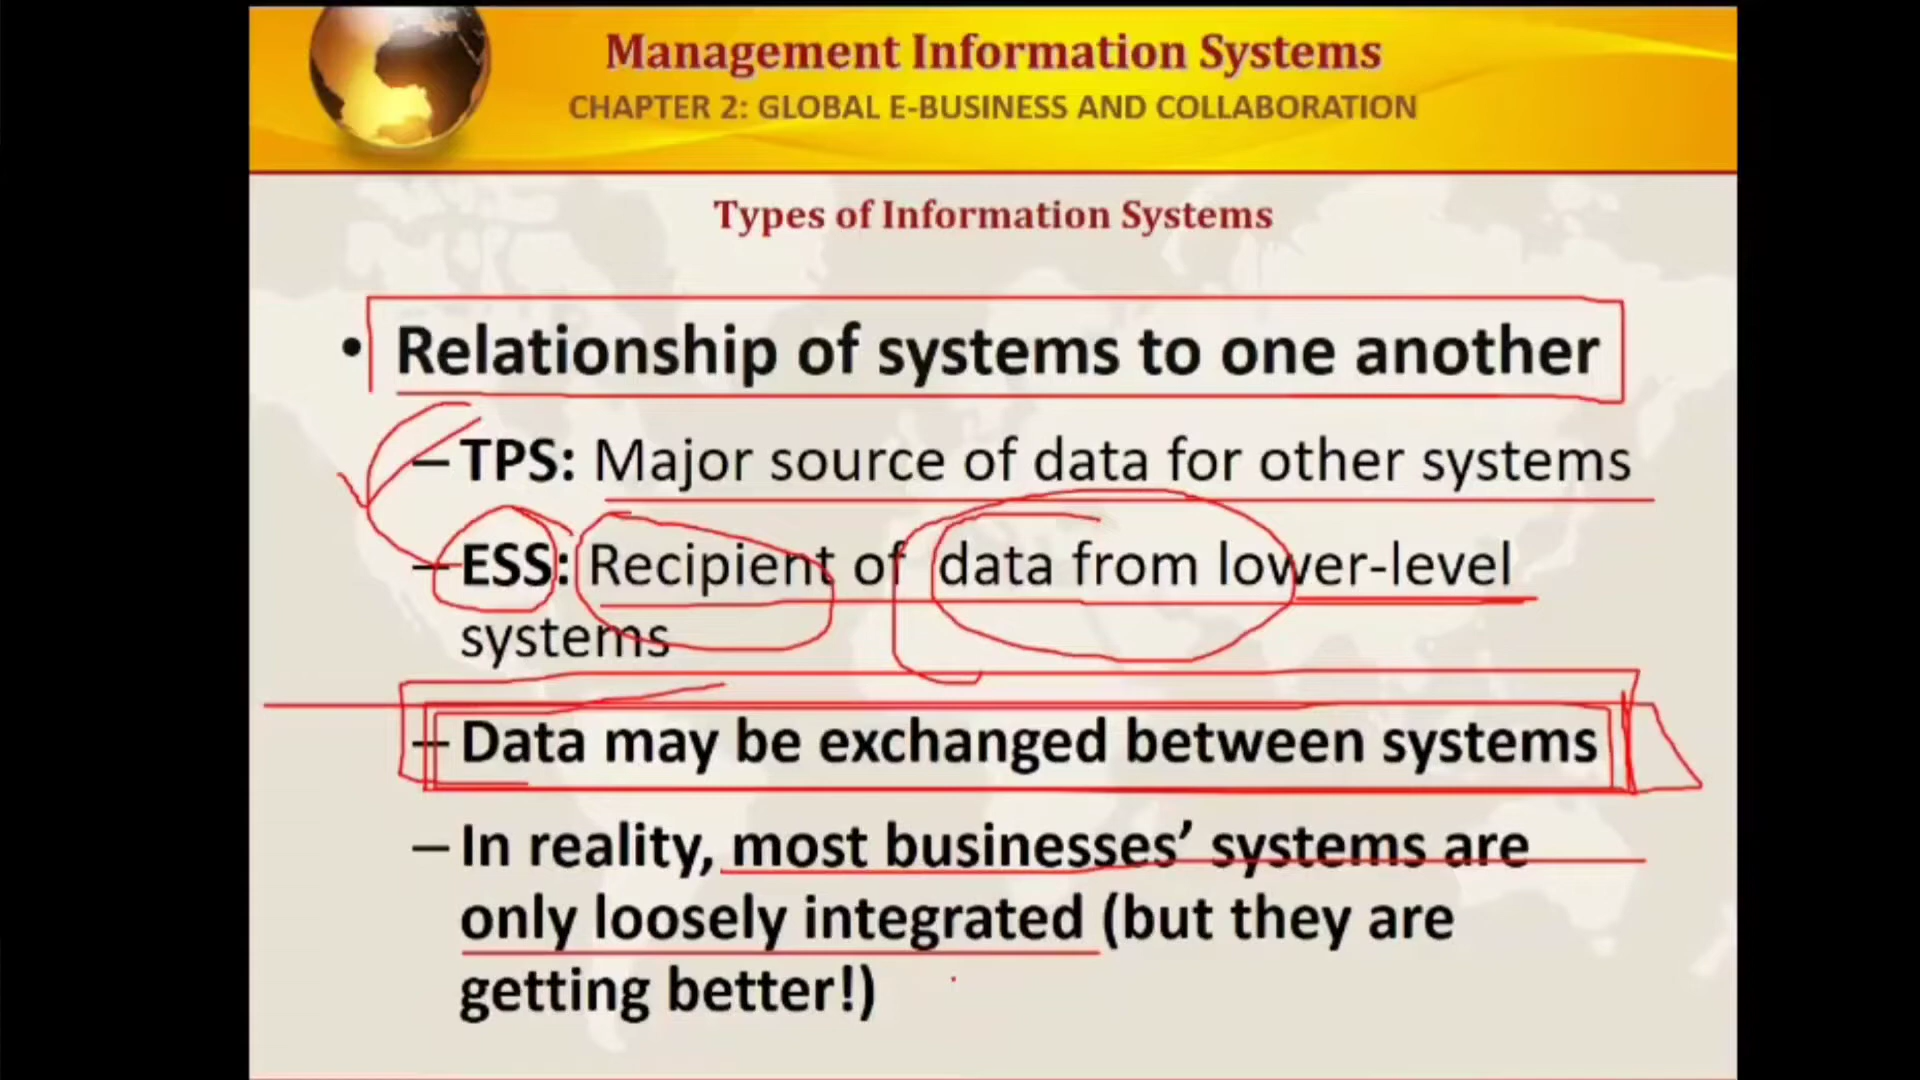 Management Information Systems
CHAPTER 2: GLOBAL E-BUSINESS AND COLLABORATION
Types of Information Systems
• Relationship of systems to one another
– TPS: Major source of data for other systems
– ESS: Recipient of data from lower-level
systems
– Data may be exchanged between systems
– In reality, most businesses’ systems are
only loosely integrated (but they are
getting better!)